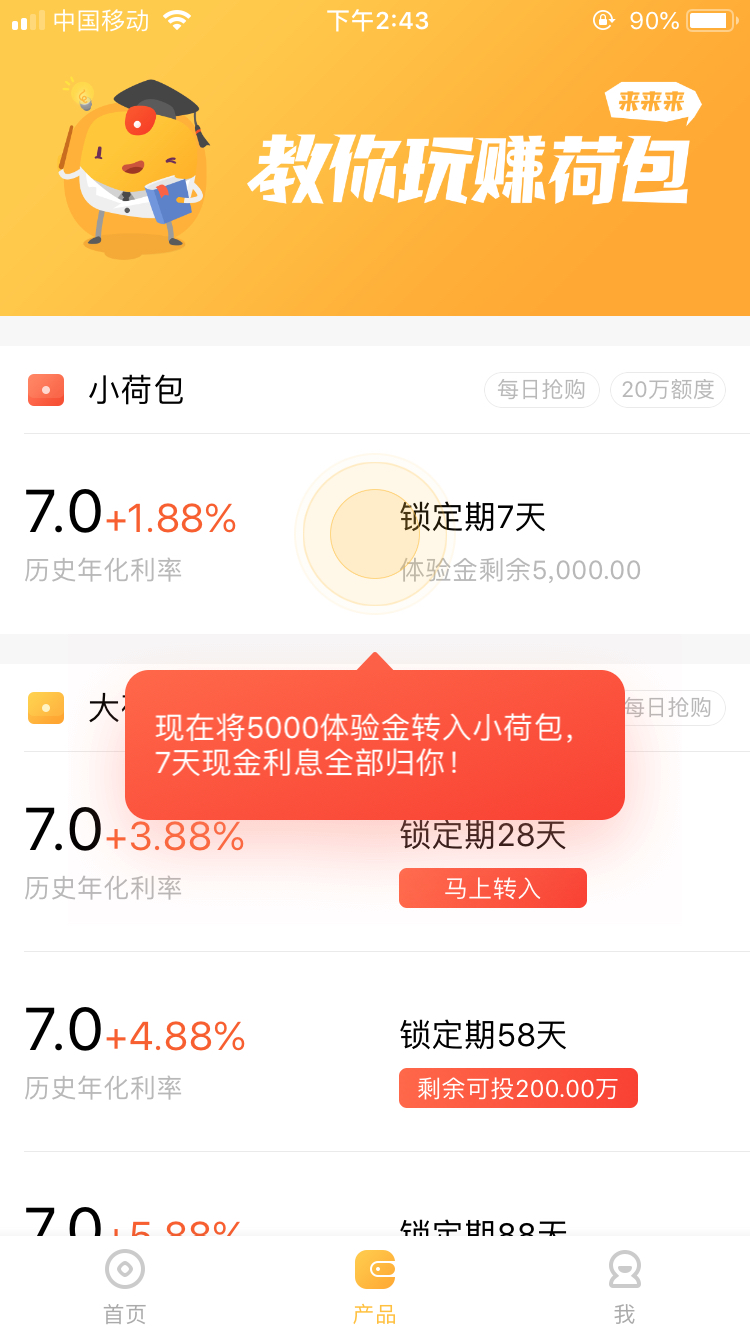 中国移动 下午2:43 90%
来来来
教你玩赚荷包
小荷包 每日抢购 20万额度
7.0+1.88% 锁定期7天
历史年化利率 体验金剩余5,000.00
大 每日抢购
现在将5000体验金转入小荷包,
7天现金利息全部归你!
7.0+3.88% 锁定期28天
历史年化利率 马上转入
7.0+4.88% 锁定期58天
历史年化利率 剩余可投200.00万
7.0+5.88% 锁定期88天
首页 产品 我